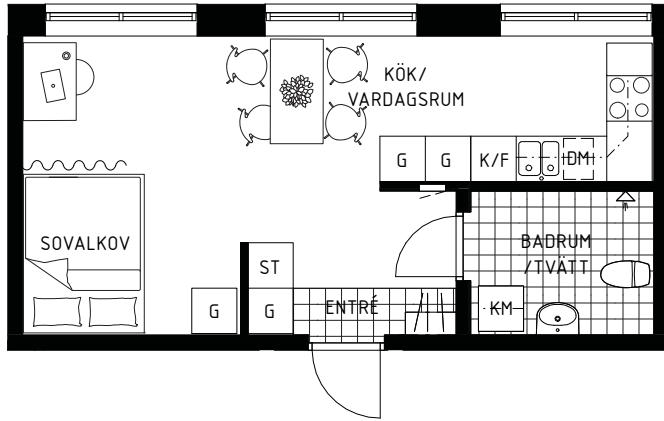 KÖK/
VARDAGSRUM
G G K/F DM
SOVALKOV
BADRUM
/TVÄTT
ST
G G ENTRÉ KM